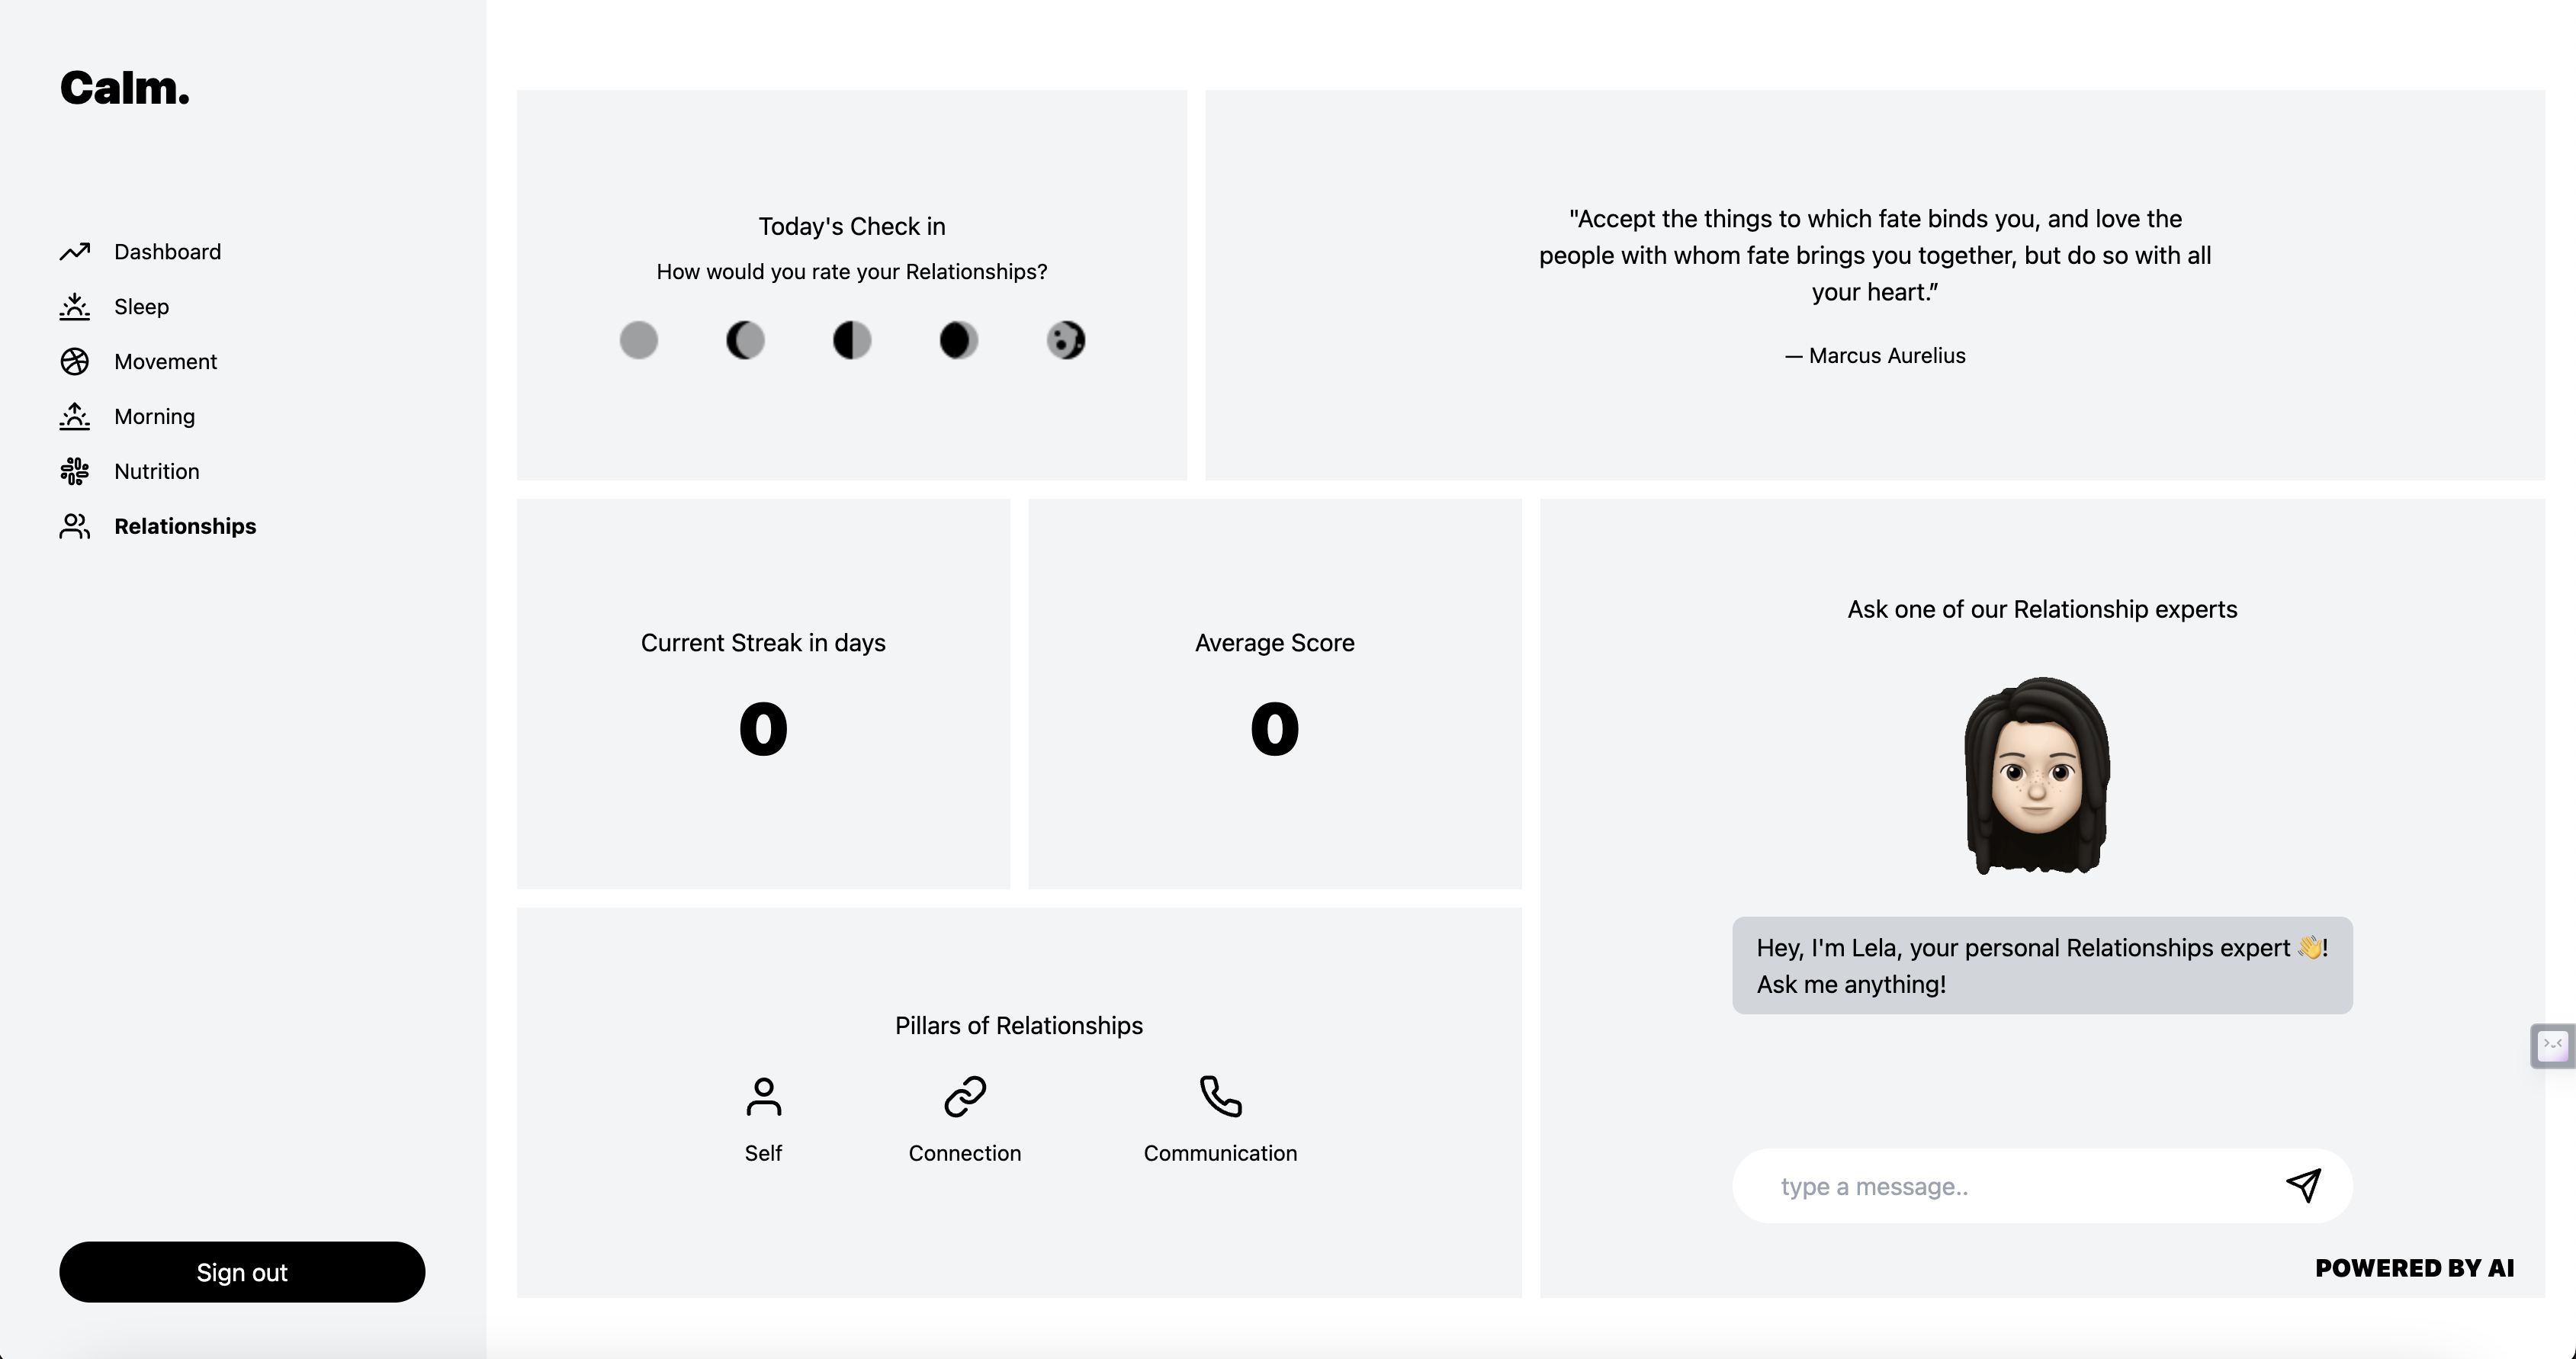 Calm.
Dashboard
Sleep
Movement
Morning
Nutrition
Relationships
Sign out
Today's Check in
How would you rate your Relationships?
"Accept the things to which fate binds you, and love the
people with whom fate brings you together, but do so with all
your heart.”
— Marcus Aurelius
Current Streak in days
0
Average Score
0
Pillars of Relationships
Self
Connection
Communication
Ask one of our Relationship experts
Hey, I'm Lela, your personal Relationships expert 👋!
Ask me anything!
type a message..
POWERED BY AI